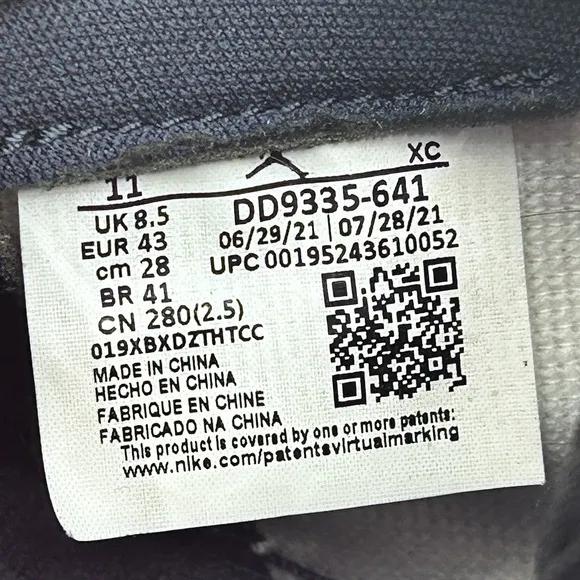 11
UK 8.5
EUR 43
cm 28
BR 41
CN 280(2.5)
019XBXDZTHTCC
XC
DD9335-641
06/29/21 | 07/28/21
UPC 00195243610052
MADE IN CHINA
HECHO EN CHINA
FABRIQUE EN CHINE
FABRICADO NA CHINA
This product is covered by one or more patents:
www.nike.com/patentsvirtualmarking